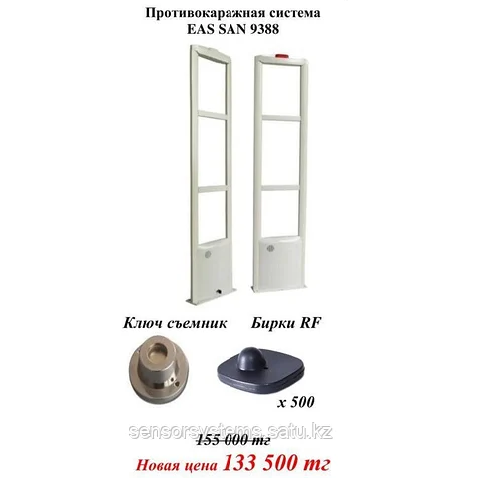 Противокаражная система
EAS SAN 9388
Ключ съемник Бирки RF
x 500
sensorsystems.satu.kz
155 000 тг
Новая цена 133 500 тг